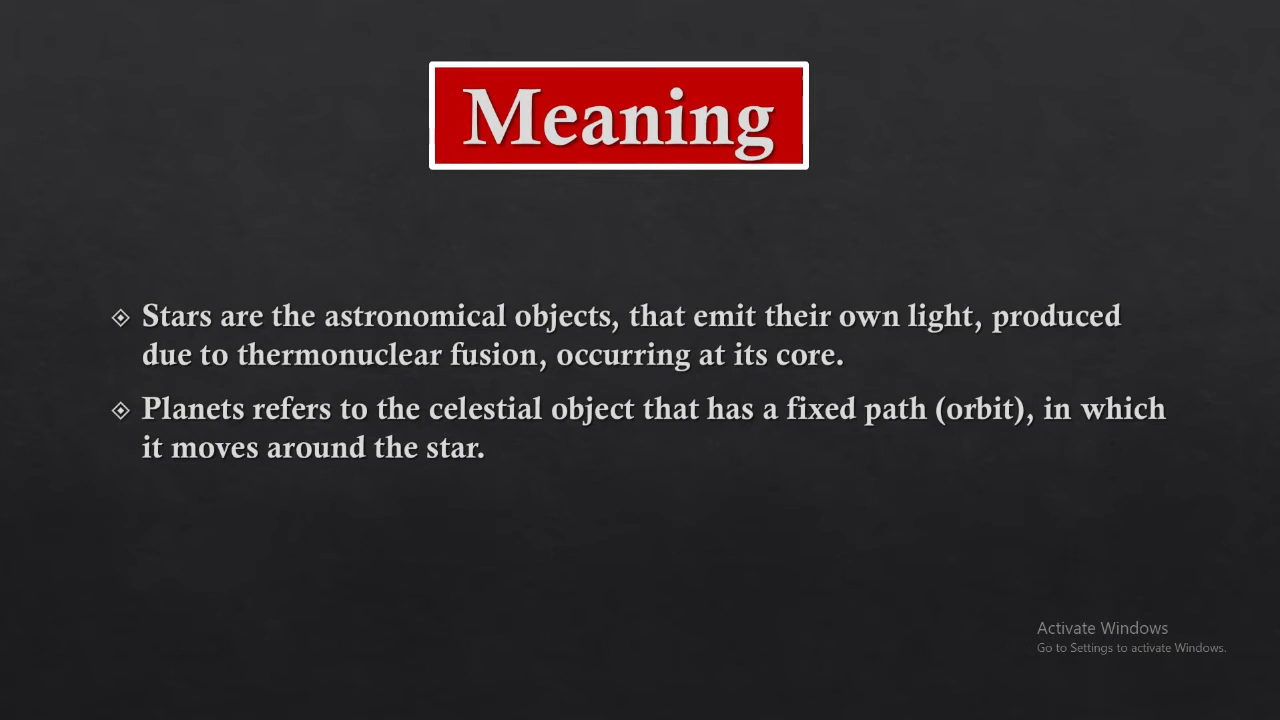 Meaning
Stars are the astronomical objects, that emit their own light, produced
due to thermonuclear fusion, occurring at its core.
Planets refers to the celestial object that has a fixed path (orbit), in which
it moves around the star.
Activate Windows
Go to Settings to activate Windows.